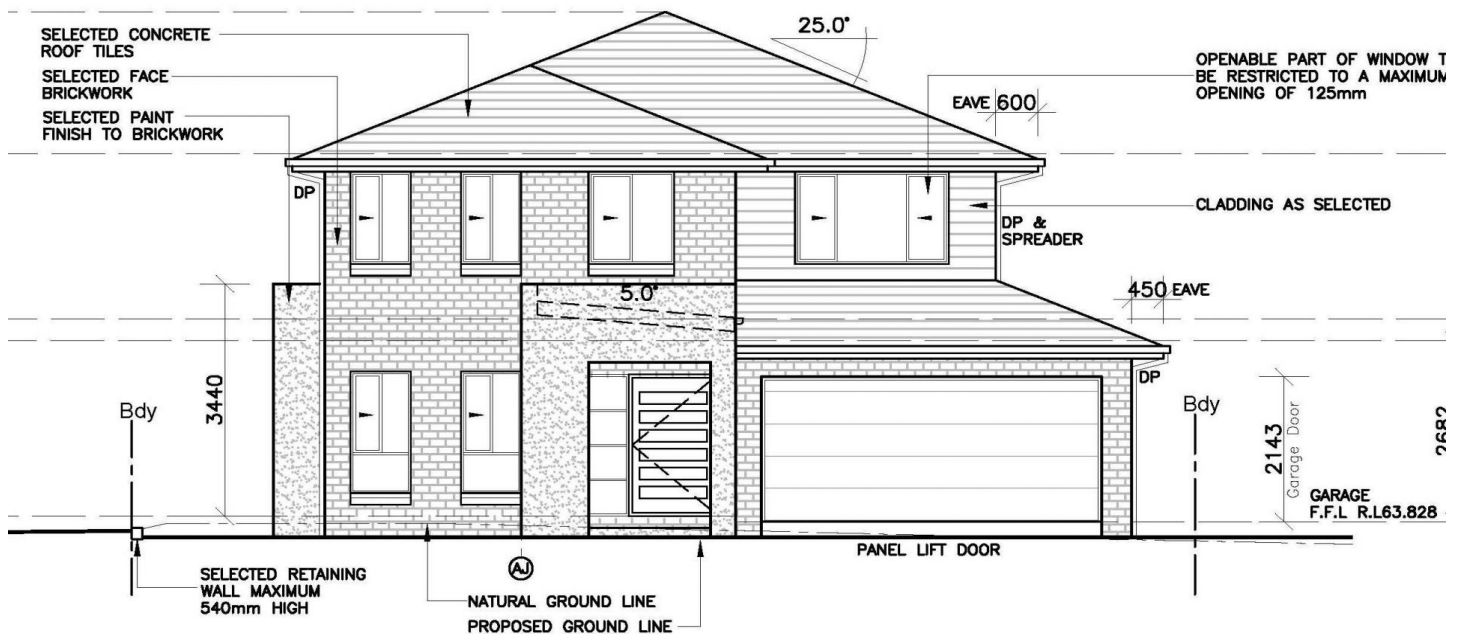 SELECTED CONCRETE
ROOF TILES
SELECTED FACE
BRICKWORK
SELECTED PAINT
FINISH TO BRICKWORK
25.0°
EAVE 600
OPENABLE PART OF WINDOW T
BE RESTRICTED TO A MAXIMUM
OPENING OF 125mm
DP
CLADDING AS SELECTED
DP &
SPREADER
5.0°
450 EAVE
3440
Bdy
DP
Bdy
2143
Garage Door
2682
GARAGE
F.F.L R.L63.828
PANEL LIFT DOOR
SELECTED RETAINING
WALL MAXIMUM
540mm HIGH
AJ
NATURAL GROUND LINE
PROPOSED GROUND LINE